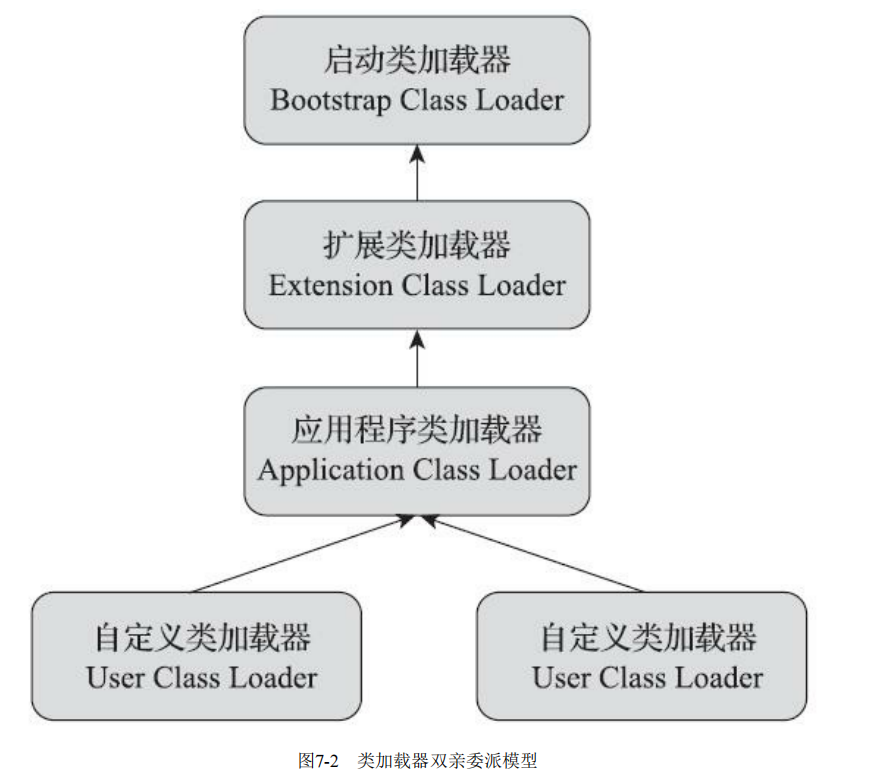 启动类加载器
Bootstrap Class Loader
扩展类加载器
Extension Class Loader
应用程序类加载器
Application Class Loader
自定义类加载器
User Class Loader
自定义类加载器
User Class Loader
图7-2 类加载器双亲委派模型